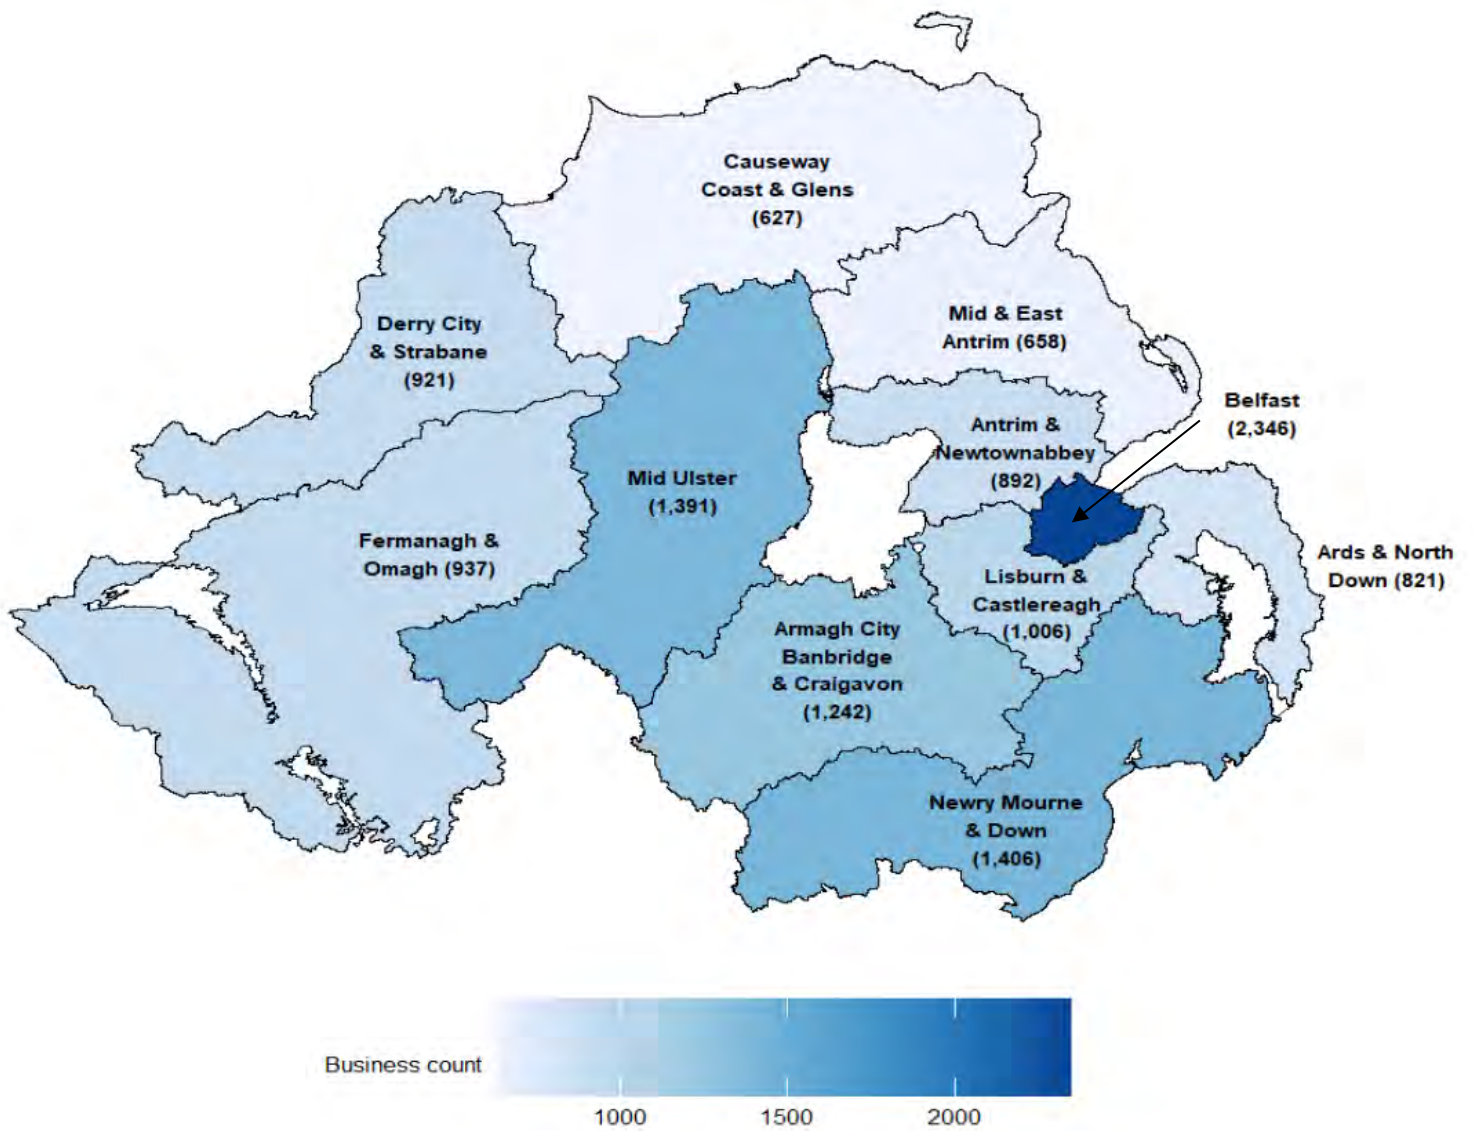 Causeway
Coast & Glens
(627)
Mid & East
Antrim (658)
Derry City
& Strabane
(921)
Belfast
(2,346)
Antrim &
Newtownabbey
(892)
Mid Ulster
(1,391)
Fermanagh &
Omagh (937)
Ards & North
Down (821)
Lisburn &
Castlereagh
(1,006)
Armagh City
Banbridge
& Craigavon
(1,242)
Newry Mourne
& Down
(1,406)
Business count
1000
1500
2000